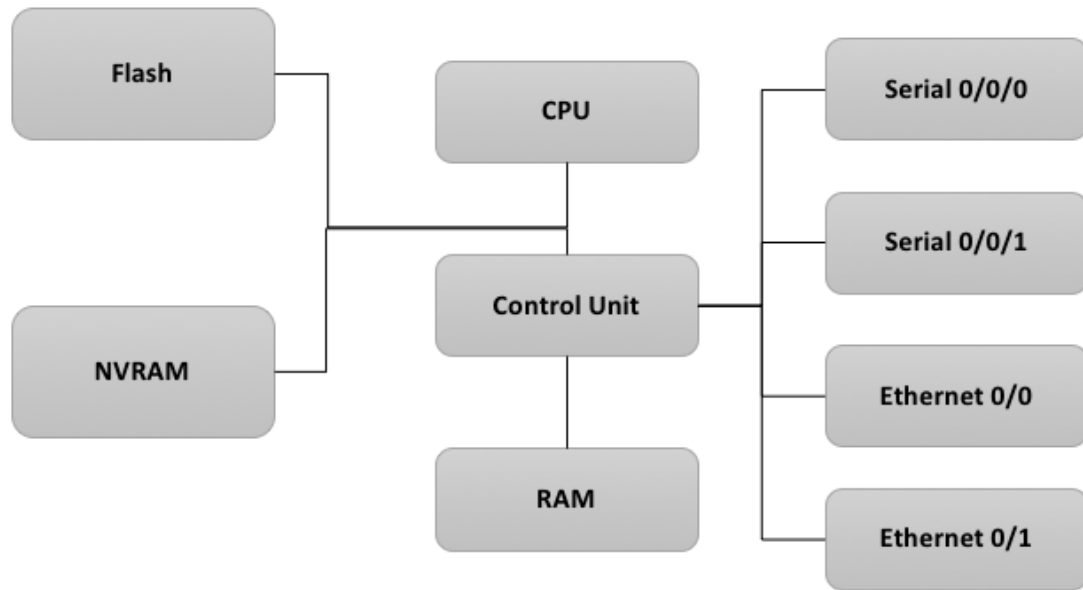 Flash
NVRAM
CPU
Control Unit
RAM
Serial 0/0/0
Serial 0/0/1
Ethernet 0/0
Ethernet 0/1